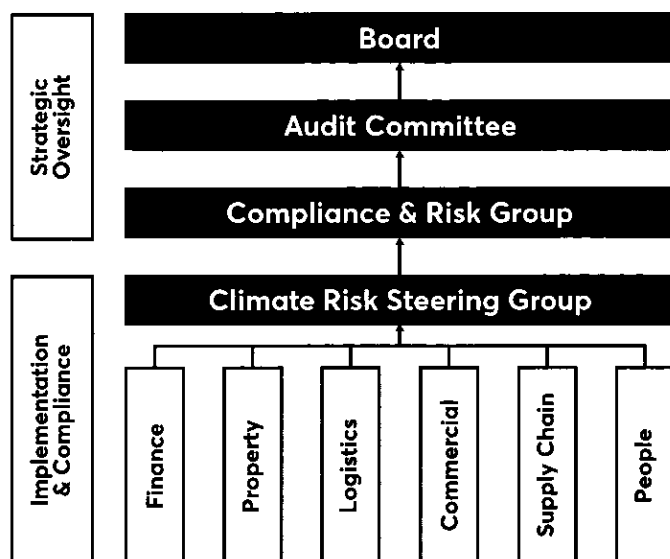 Strategic
Oversight
Board
Audit Committee
Compliance & Risk Group
Implementation
& Compliance
Climate Risk Steering Group
Finance
Property
Logistics
Commercial
Supply Chain
People